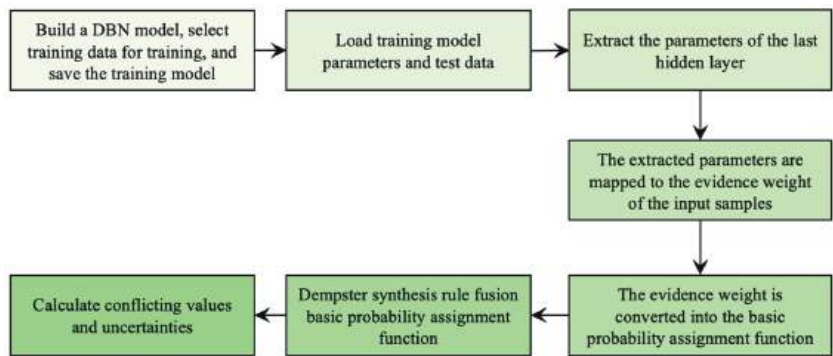 Build a DBN model, select
training data for training, and
save the training model
Load training model
parameters and test data
Extract the parameters of the last
hidden layer
The extracted parameters are
mapped to the evidence weight
of the input samples
The evidence weight is
converted into the basic
probability assignment function
Dempster synthesis rule fusion
basic probability assignment
function
Calculate conflicting values
and uncertainties